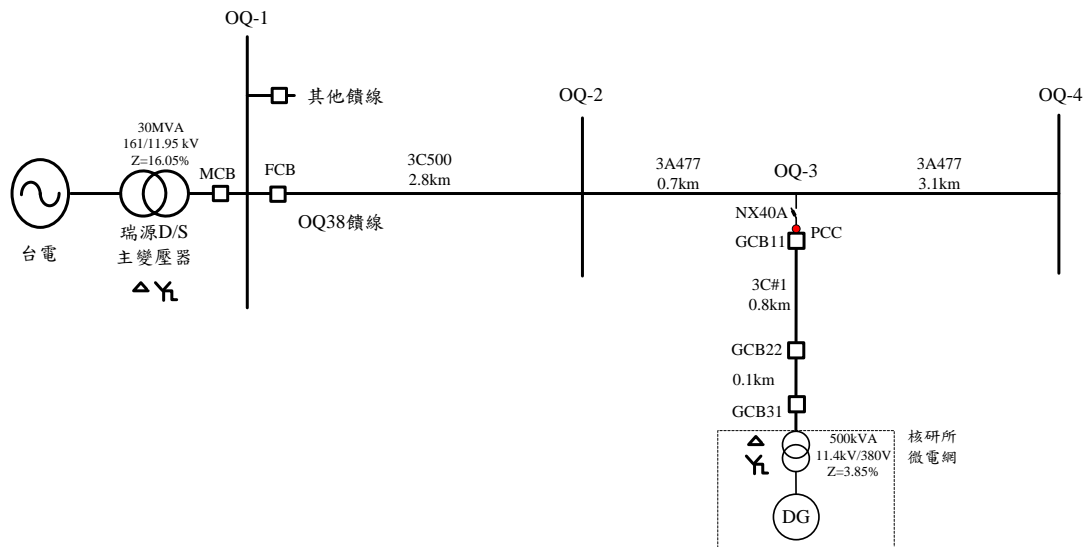 OQ-1
其他饋線
OQ-2
OQ-4
30MVA
161/11.95 kV
Z=16.05%
MCB
FCB
3C500
2.8km
3A477
0.7km
OQ-3
3A477
3.1km
OQ38饋線
NX40A
PCC
GCB11
台電
瑞源D/S
主變壓器
3C#1
0.8km
GCB22
0.1km
GCB31
500kVA
11.4kV/380V
Z=3.85%
核研所
微電網
DG